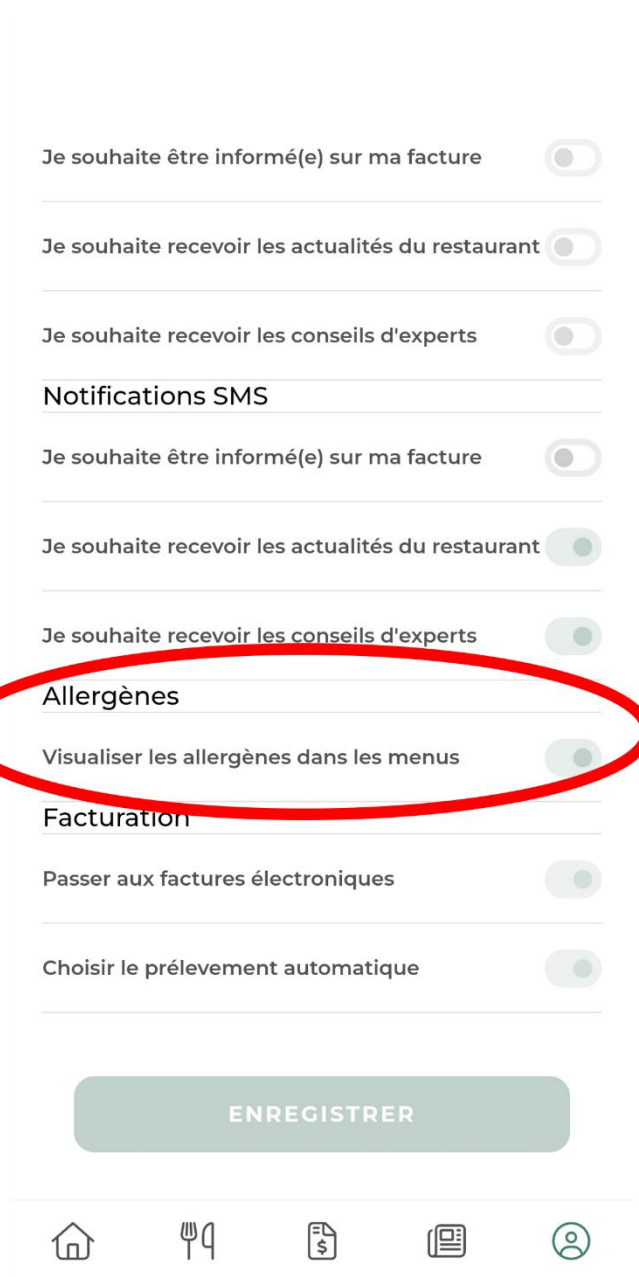 Je souhaite être informé(e) sur ma facture
Je souhaite recevoir les actualités du restaurant
Je souhaite recevoir les conseils d'experts
Notifications SMS
Je souhaite être informé(e) sur ma facture
Je souhaite recevoir les actualités du restaurant
Je souhaite recevoir les conseils d'experts
Allergènes
Visualiser les allergènes dans les menus
Facturation
Passer aux factures électroniques
Choisir le prélevement automatique
ENREGISTRER
$